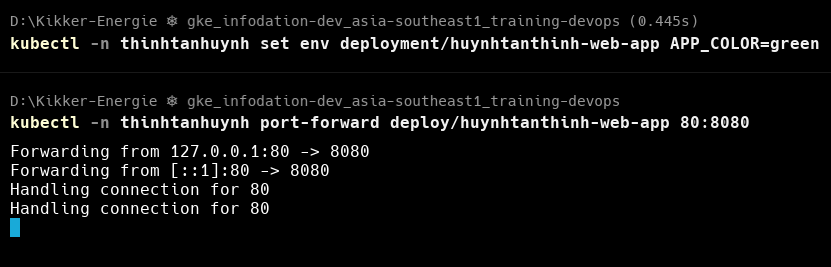 D:\Kikker-Energie ⎈ gke_infodation-dev_asia-southeast1_training-devops (0.445s)
kubectl -n thinhtanhuynh set env deployment/huynhtanthinh-web-app APP_COLOR=green
D:\Kikker-Energie ⎈ gke_infodation-dev_asia-southeast1_training-devops
kubectl -n thinhtanhuynh port-forward deploy/huynhtanthinh-web-app 80:8080
Forwarding from 127.0.0.1:80 -> 8080
Forwarding from [::1]:80 -> 8080
Handling connection for 80
Handling connection for 80